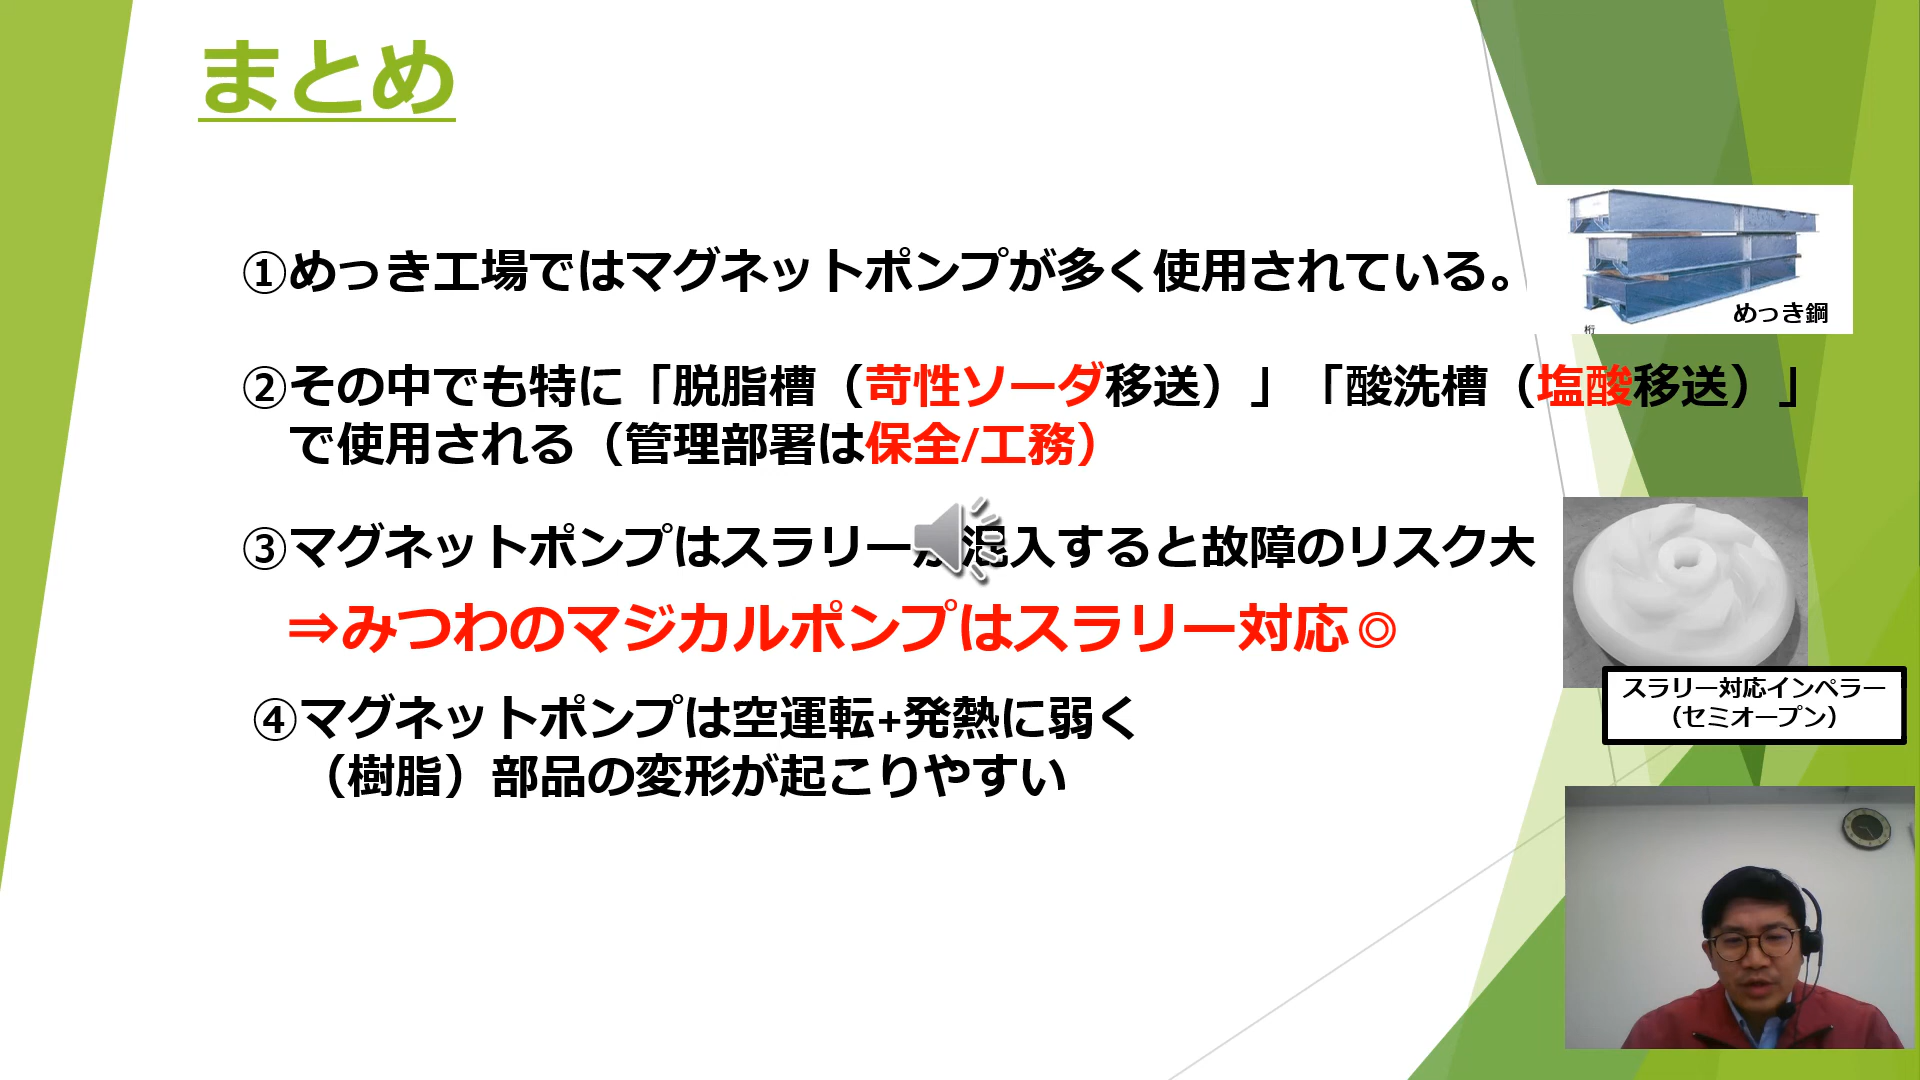 まとめ
①めっき工場ではマグネットポンプが多く使用されている。
めっき鋼
桁
②その中でも特に「脱脂槽（苛性ソーダ移送）」「酸洗槽（塩酸移送）」
で使用される（管理部署は保全/工務）
③マグネットポンプはスラリーが混入すると故障のリスク大
⇒みつわのマジカルポンプはスラリー対応◎
スラリー対応インペラー
（セミオープン）
④マグネットポンプは空運転+発熱に弱く
（樹脂）部品の変形が起こりやすい